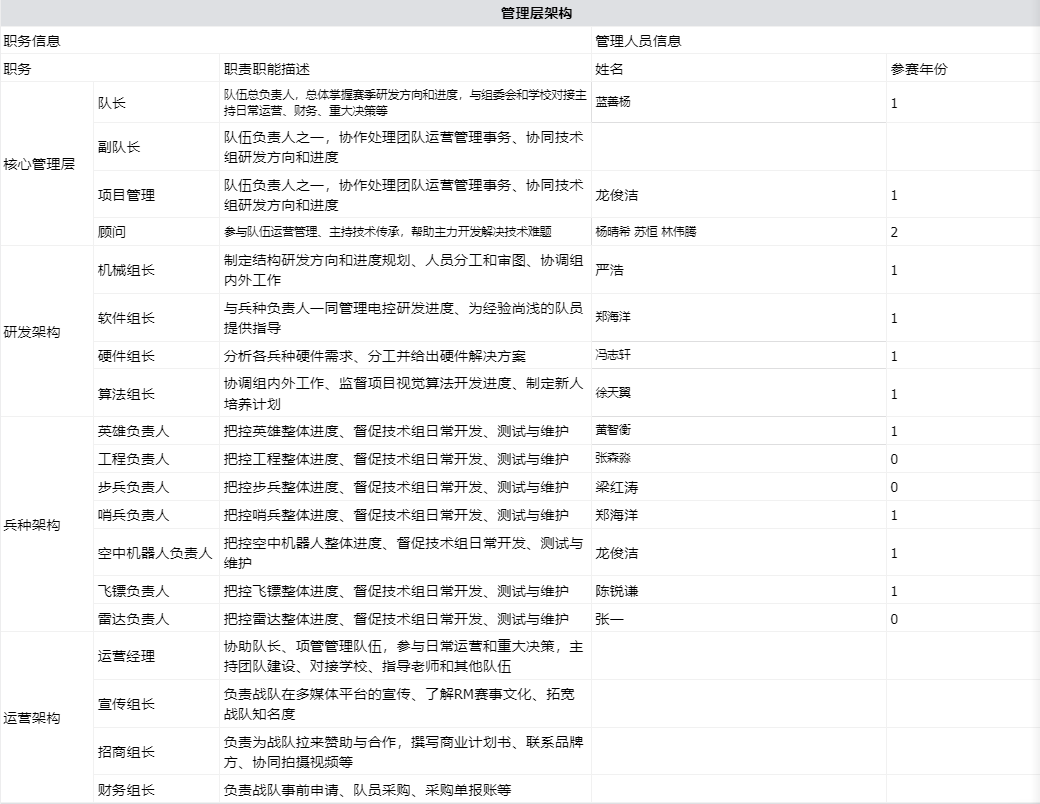 管理层架构
职务信息 管理人员信息
职务 职责职能描述 姓名 参赛年份
核心管理层
队长 队伍总负责人，总体掌握赛季研发方向和进度，与组委会和学校对接主
持日常运营、财务、重大决策等 蓝善杨 1
副队长 队伍负责人之一，协作处理团队运营管理事务、协同技术
组研发方向和进度
项目管理 队伍负责人之一，协作处理团队运营管理事务、协同技术
组研发方向和进度 龙俊洁 1
顾问 参与队伍运营管理、主持技术传承，帮助主力开发解决技术难题 杨晴希 苏恒 林伟腾 2
研发架构
机械组长 制定结构研发方向和进度规划、人员分工和审图、协调组
内外工作 严浩 1
软件组长 与兵种负责人一同管理电控研发进度、为经验尚浅的队员
提供指导 郑海洋 1
硬件组长 分析各兵种硬件需求、分工并给出硬件解决方案 冯志轩 1
算法组长 协调组内外工作、监督项目视觉算法开发进度、制定新人
培养计划 徐天翼 1
兵种架构
英雄负责人 把控英雄整体进度、督促技术组日常开发、测试与维护 黄智衡 1
工程负责人 把控工程整体进度、督促技术组日常开发、测试与维护 张森淼 0
步兵负责人 把控步兵整体进度、督促技术组日常开发、测试与维护 梁红涛 0
哨兵负责人 把控哨兵整体进度、督促技术组日常开发、测试与维护 郑海洋 1
空中机器人负责人 把控空中机器人整体进度、督促技术组日常开发、测试与
维护 龙俊洁 1
飞镖负责人 把控飞镖整体进度、督促技术组日常开发、测试与维护 陈锐谦 1
雷达负责人 把控雷达整体进度、督促技术组日常开发、测试与维护 张一 0
运营架构
运营经理 协助队长、项管管理队伍，参与日常运营和重大决策，主
持团队建设、对接学校、指导老师和其他队伍
宣传组长 负责战队在多媒体平台的宣传、了解RM赛事文化、拓宽
战队知名度
招商组长 负责为战队拉来赞助与合作，撰写商业计划书、联系品牌
方、协同拍摄视频等
财务组长 负责战队事前申请、队员采购、采购单报账等